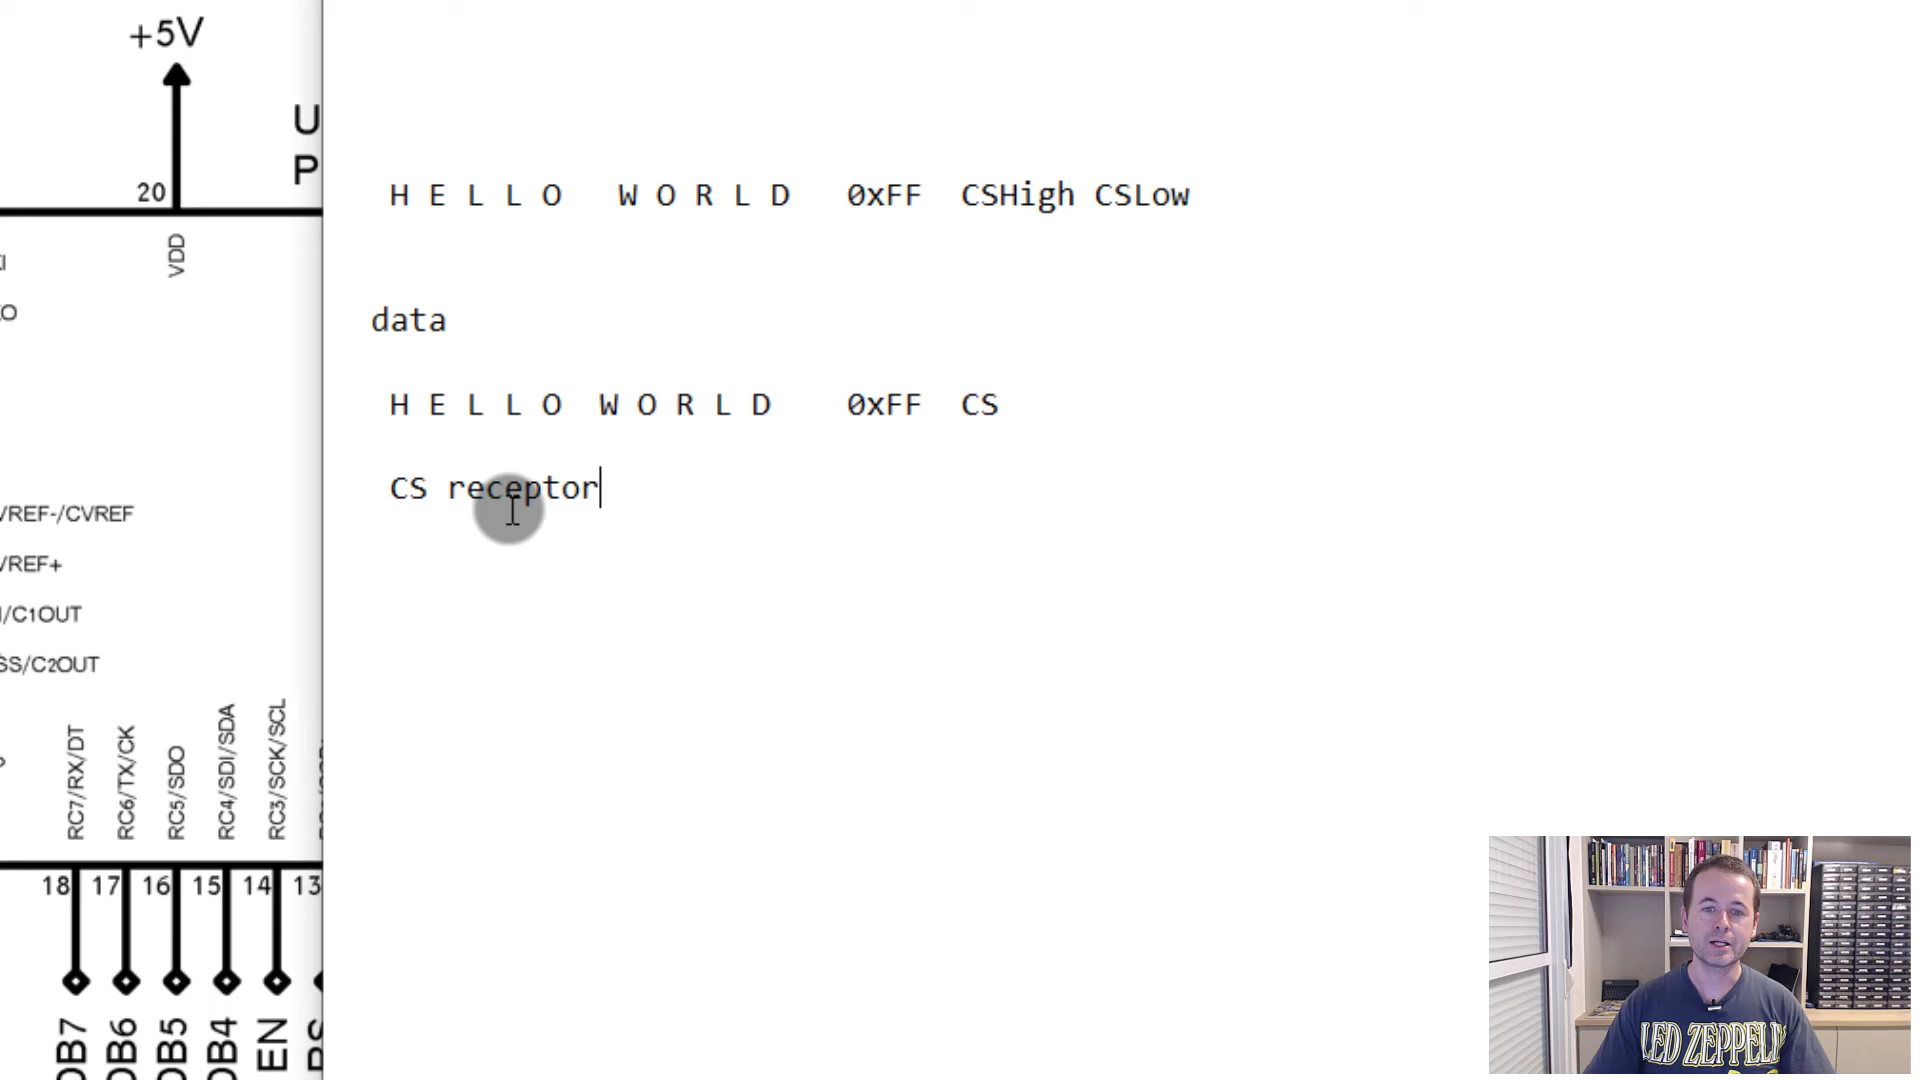 +5V
U
P
20
VDD
KI
EO
VREF-/CVREF
VREF+
/C1OUT
SS/C2OUT
RC7/RX/DT
RC6/TX/CK
RC5/SDO
RC4/SDI/SDA
RC3/SCK/SCL
18
17
16
15
14
13
DB7
DB6
DB5
DB4
EN
H E L L O   W O R L D   0xFF  CSHigh CSLow
data
H E L L O  W O R L D    0xFF  CS
CS receptor
LED ZEPPELIN